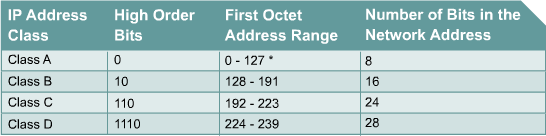 IP Address Class High Order Bits First Octet Address Range Number of Bits in the Network Address
Class A 0 0 - 127 * 8
Class B 10 128 - 191 16
Class C 110 192 - 223 24
Class D 1110 224 - 239 28